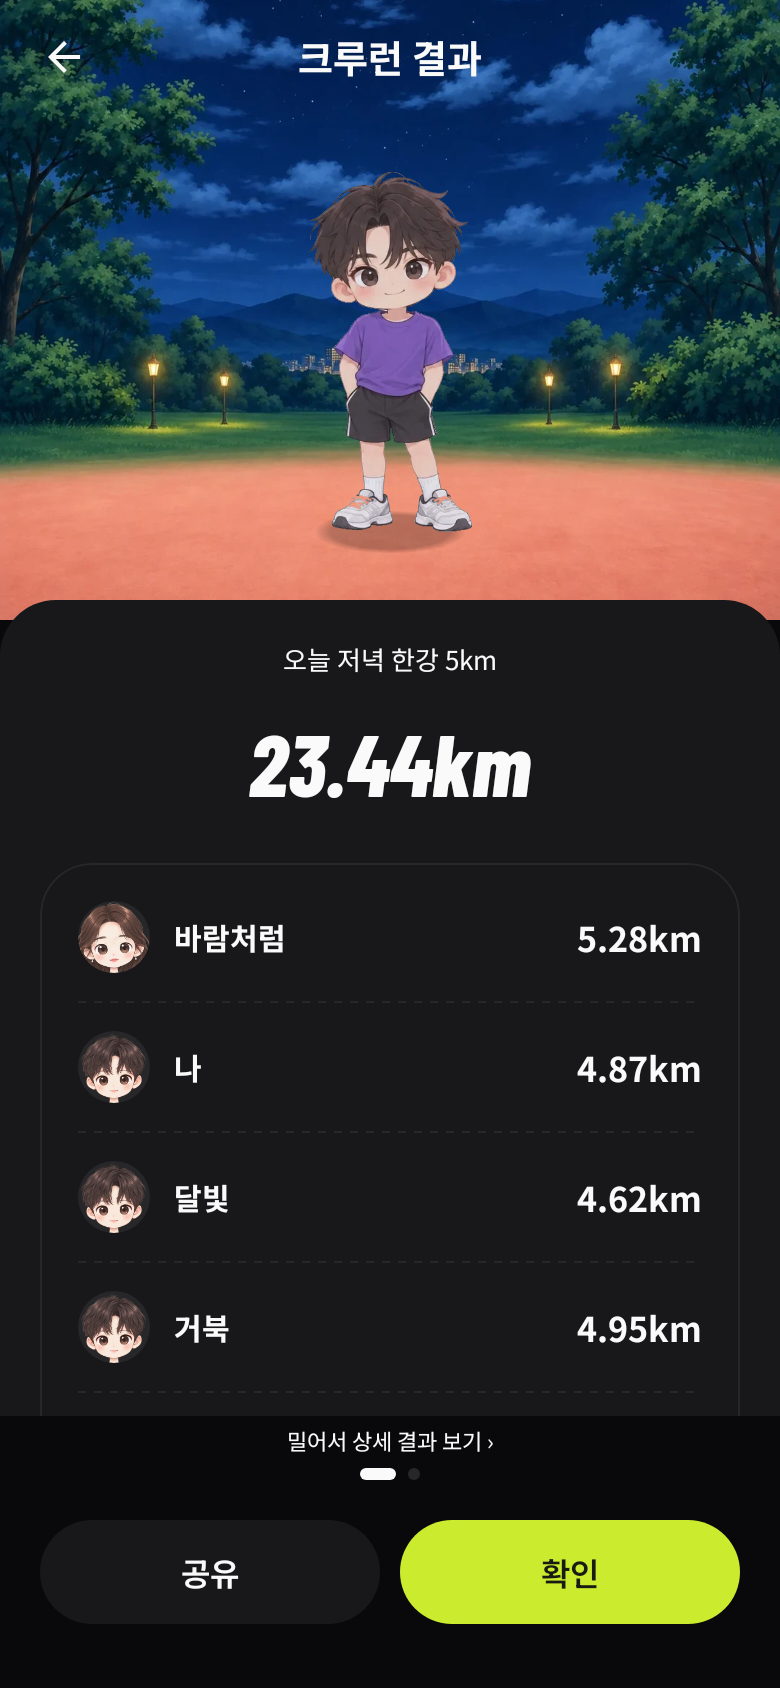 크루런 결과
오늘 저녁 한강 5km
23.44km
바람처럼 5.28km
나 4.87km
달빛 4.62km
거북 4.95km
밀어서 상세 결과 보기 ›
공유 확인